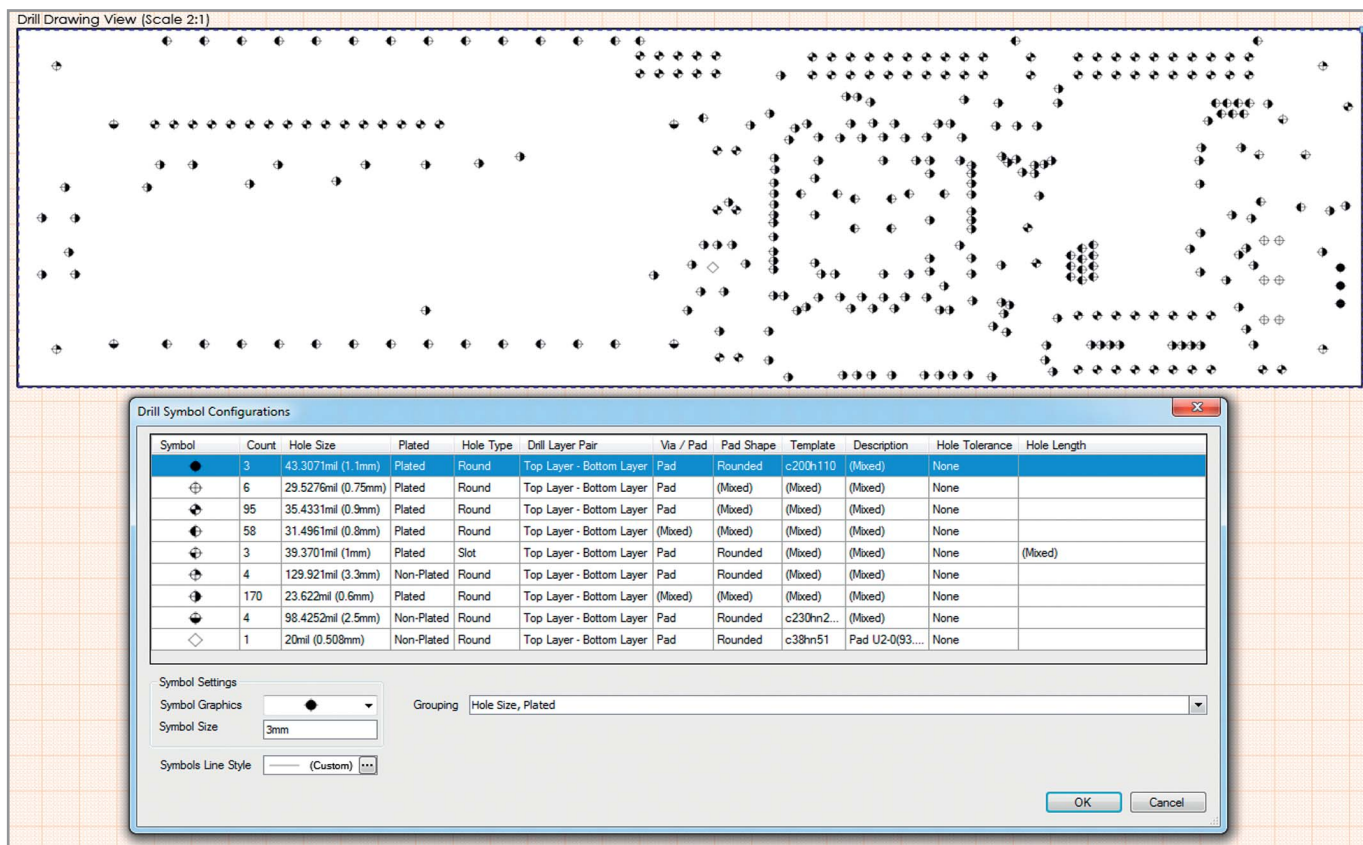 Drill Drawing View (Scale 2:1)
Drill Symbol Configurations
Symbol Count Hole Size Plated Hole Type Drill Layer Pair Via / Pad Pad Shape Template Description Hole Tolerance Hole Length
3 43.3071mil (1.1mm) Plated Round Top Layer - Bottom Layer Pad Rounded c200h110 (Mixed) None
6 29.5276mil (0.75mm) Plated Round Top Layer - Bottom Layer Pad (Mixed) (Mixed) (Mixed) None
95 35.4331mil (0.9mm) Plated Round Top Layer - Bottom Layer Pad (Mixed) (Mixed) (Mixed) None
58 31.4961mil (0.8mm) Plated Round Top Layer - Bottom Layer (Mixed) (Mixed) (Mixed) (Mixed) None
3 39.3701mil (1mm) Plated Slot Top Layer - Bottom Layer Pad Rounded (Mixed) (Mixed) None (Mixed)
4 129.921mil (3.3mm) Non-Plated Round Top Layer - Bottom Layer Pad Rounded (Mixed) (Mixed) None
170 23.622mil (0.6mm) Plated Round Top Layer - Bottom Layer (Mixed) (Mixed) (Mixed) (Mixed) None
4 98.4252mil (2.5mm) Non-Plated Round Top Layer - Bottom Layer Pad Rounded c230hn2... (Mixed) None
1 20mil (0.508mm) Non-Plated Round Top Layer - Bottom Layer Pad Rounded c38hn51 Pad U2-0(93.... None
Symbol Settings
Symbol Graphics Grouping Hole Size, Plated
Symbol Size 3mm
Symbols Line Style (Custom) ...
OK Cancel